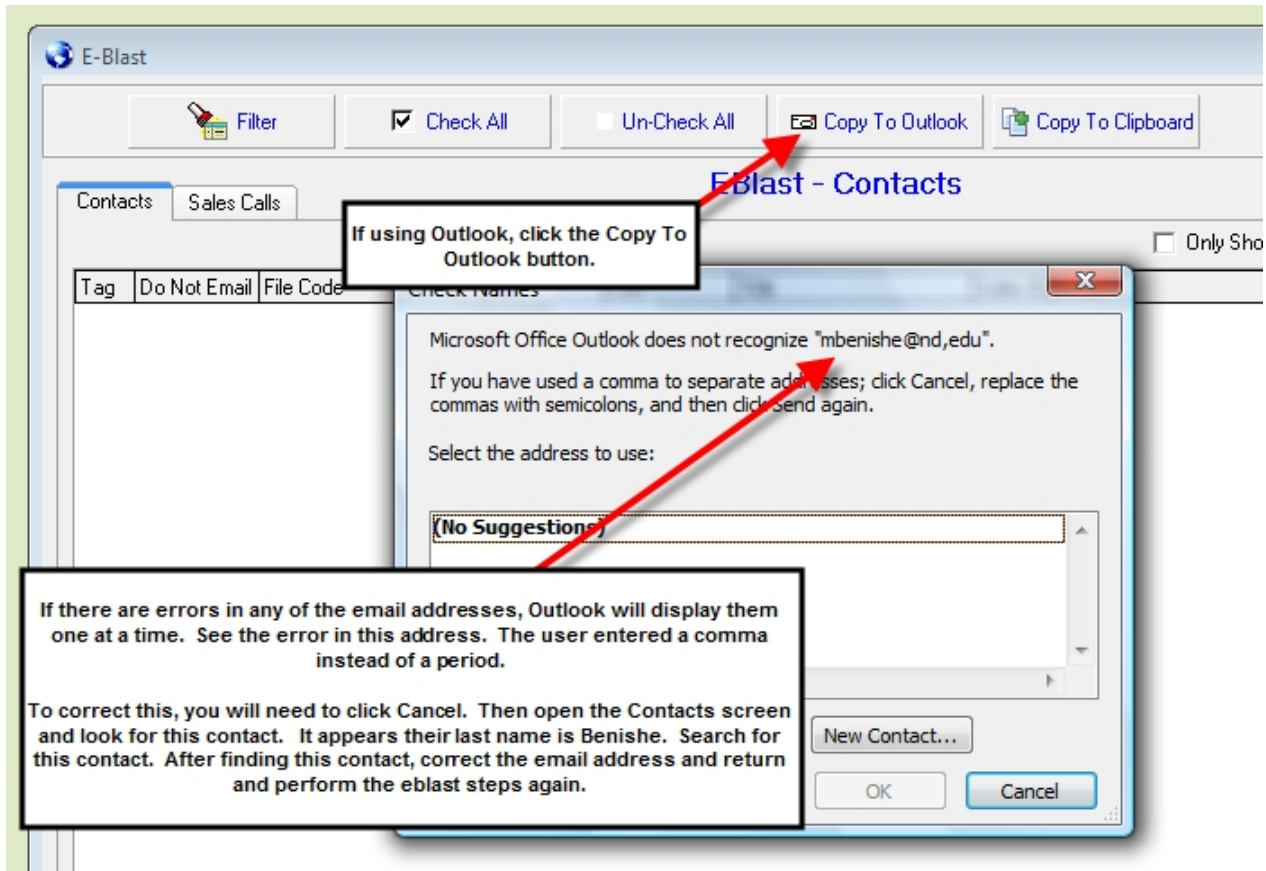 E-Blast
Filter
Check All
Un-Check All
Copy To Outlook
Copy To Clipboard
Contacts
Sales Calls
EBlast - Contacts
If using Outlook, click the Copy To
Outlook button.
Only Sho
Tag
Do Not Email
File Code
Check Names
Microsoft Office Outlook does not recognize "mbenishe@nd,edu".
If you have used a comma to separate addresses; click Cancel, replace the
commas with semicolons, and then click Send again.
Select the address to use:
(No Suggestions)
If there are errors in any of the email addresses, Outlook will display them
one at a time. See the error in this address. The user entered a comma
instead of a period.
To correct this, you will need to click Cancel. Then open the Contacts screen
and look for this contact. It appears their last name is Benishe. Search for
this contact. After finding this contact, correct the email address and return
and perform the eblast steps again.
New Contact...
OK
Cancel